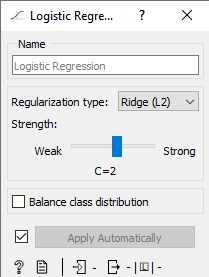 Logistic Regre... ?
Name
Logistic Regression
Regularization type: Ridge (L2)
Strength:
Weak Strong
C=2
Balance class distribution
Apply Automatically
? - - | -